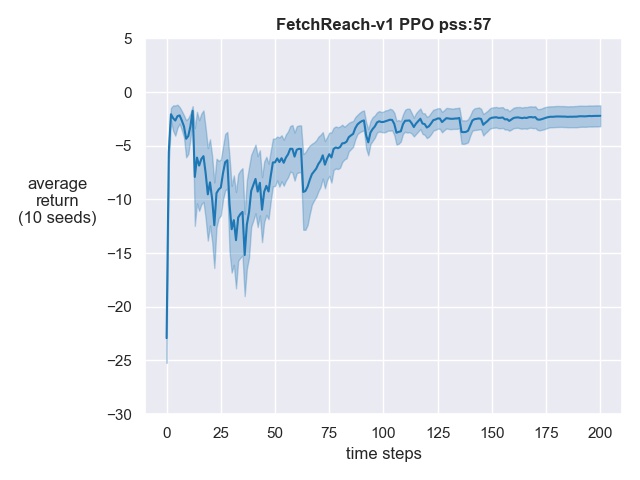 FetchReach-v1 PPO pss:57
5
0
−5
−10
−15
−20
−25
−30
average
return
(10 seeds)
0 25 50 75 100 125 150 175 200
time steps